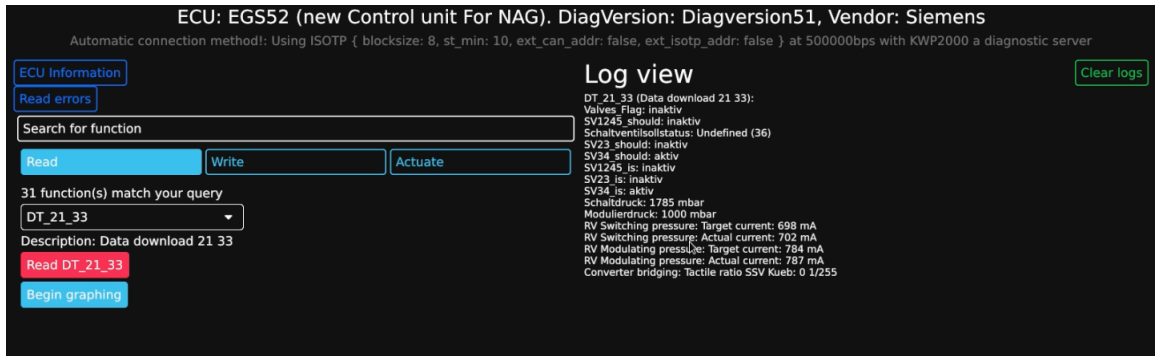 ECU: EGS52 (new Control unit For NAG). DiagVersion: Diagversion51, Vendor: Siemens
Automatic connection method!: Using ISOTP { blocksize: 8, st_min: 10, ext_can_addr: false, ext_isotp_addr: false } at 500000bps with KWP2000 a diagnostic server
ECU Information
Read errors
Search for function
Read
Write
Actuate
31 function(s) match your query
DT_21_33
Description: Data download 21 33
Read DT_21_33
Begin graphing
Log view
Clear logs
DT_21_33 (Data download 21 33):
Valves_Flag: inaktiv
SV1245_should: inaktiv
Schaltventilsollstatus: Undefined (36)
SV23_should: inaktiv
SV34_should: aktiv
SV1245_is: inaktiv
SV23_is: inaktiv
SV34_is: aktiv
Schaltdruck: 1785 mbar
Modulierdruck: 1000 mbar
RV Switching pressure: Target current: 698 mA
RV Switching pressure: Actual current: 702 mA
RV Modulating pressure: Target current: 784 mA
RV Modulating pressure: Actual current: 787 mA
Converter bridging: Tactile ratio SSV Kueb: 0 1/255